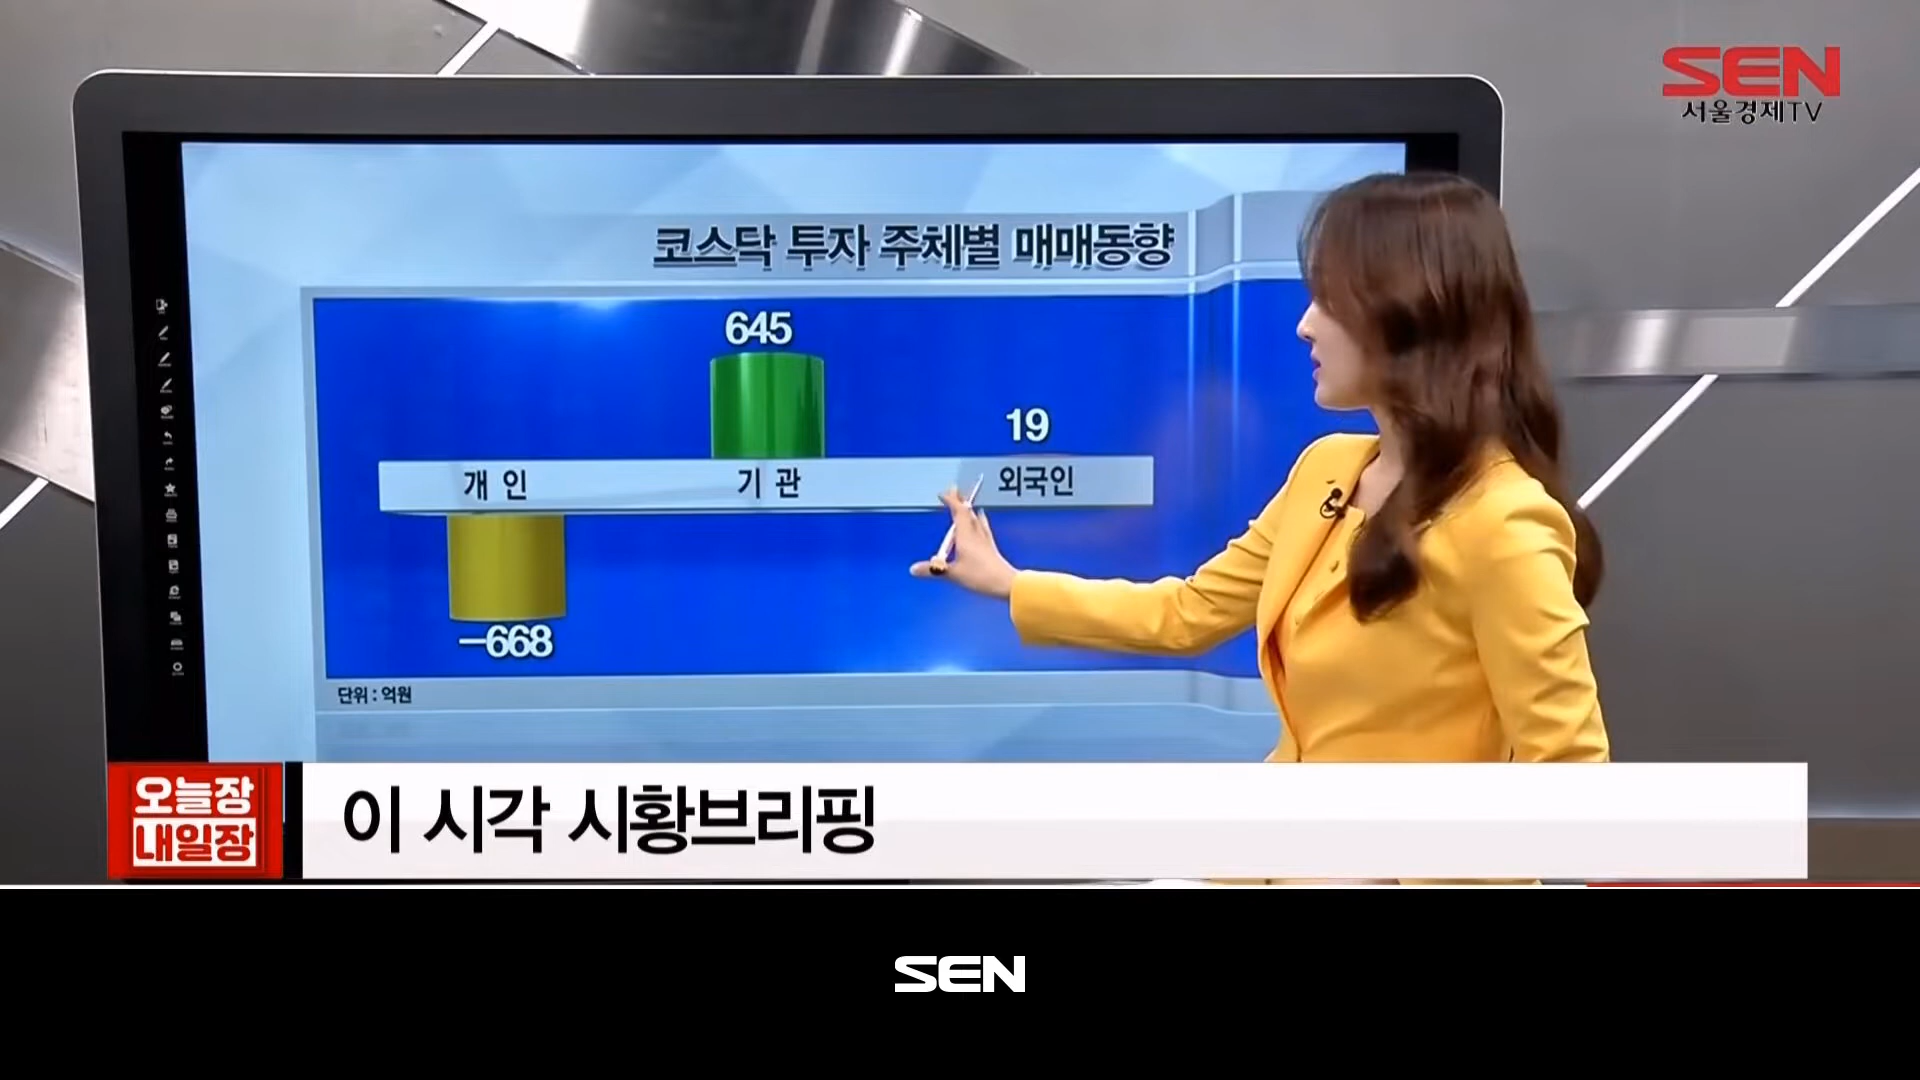 SEN
서울경제TV
코스닥 투자 주체별 매매동향
645
19
개인
기관
외국인
-668
단위 : 억원
오늘장
내일장
이 시각 시황브리핑
SEN